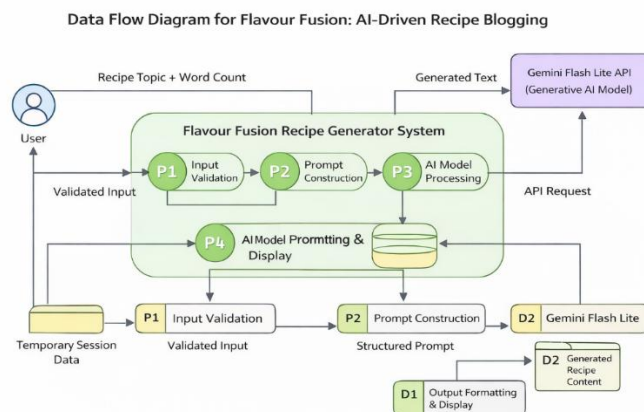 Data Flow Diagram for Flavour Fusion: AI-Driven Recipe Blogging
Recipe Topic + Word Count
Generated Text
Gemini Flash Lite API
(Generative AI Model)
User
Flavour Fusion Recipe Generator System
P1
Input
Validation
P2
Prompt
Construction
P3
AI Model
Processing
Validated Input
API Request
P4
AI Model Promtting &
Display
P1
Input Validation
P2
Prompt Construction
D2
Gemini Flash Lite
Temporary Session
Data
Validated Input
Structured Prompt
D2
Generated
Recipe
Content
D1
Output Formatting
& Display